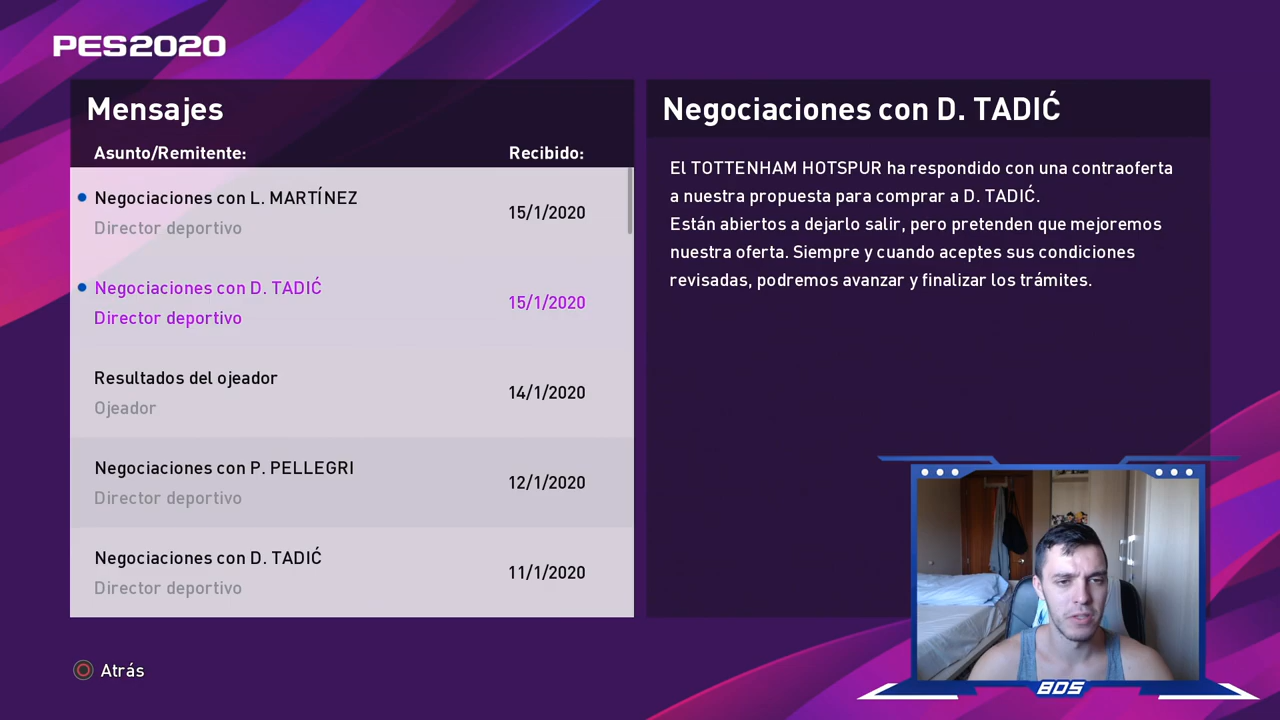 PES2020
Mensajes
Asunto/Remitente: Recibido:
Negociaciones con L. MARTÍNEZ
Director deportivo
15/1/2020
Negociaciones con D. TADIĆ
Director deportivo
15/1/2020
Resultados del ojeador
Ojeador
14/1/2020
Negociaciones con P. PELLEGRI
Director deportivo
12/1/2020
Negociaciones con D. TADIĆ
Director deportivo
11/1/2020
Negociaciones con D. TADIĆ
El TOTTENHAM HOTSPUR ha respondido con una contraoferta
a nuestra propuesta para comprar a D. TADIĆ.
Están abiertos a dejarlo salir, pero pretenden que mejoremos
nuestra oferta. Siempre y cuando aceptes sus condiciones
revisadas, podremos avanzar y finalizar los trámites.
Atrás
BDS